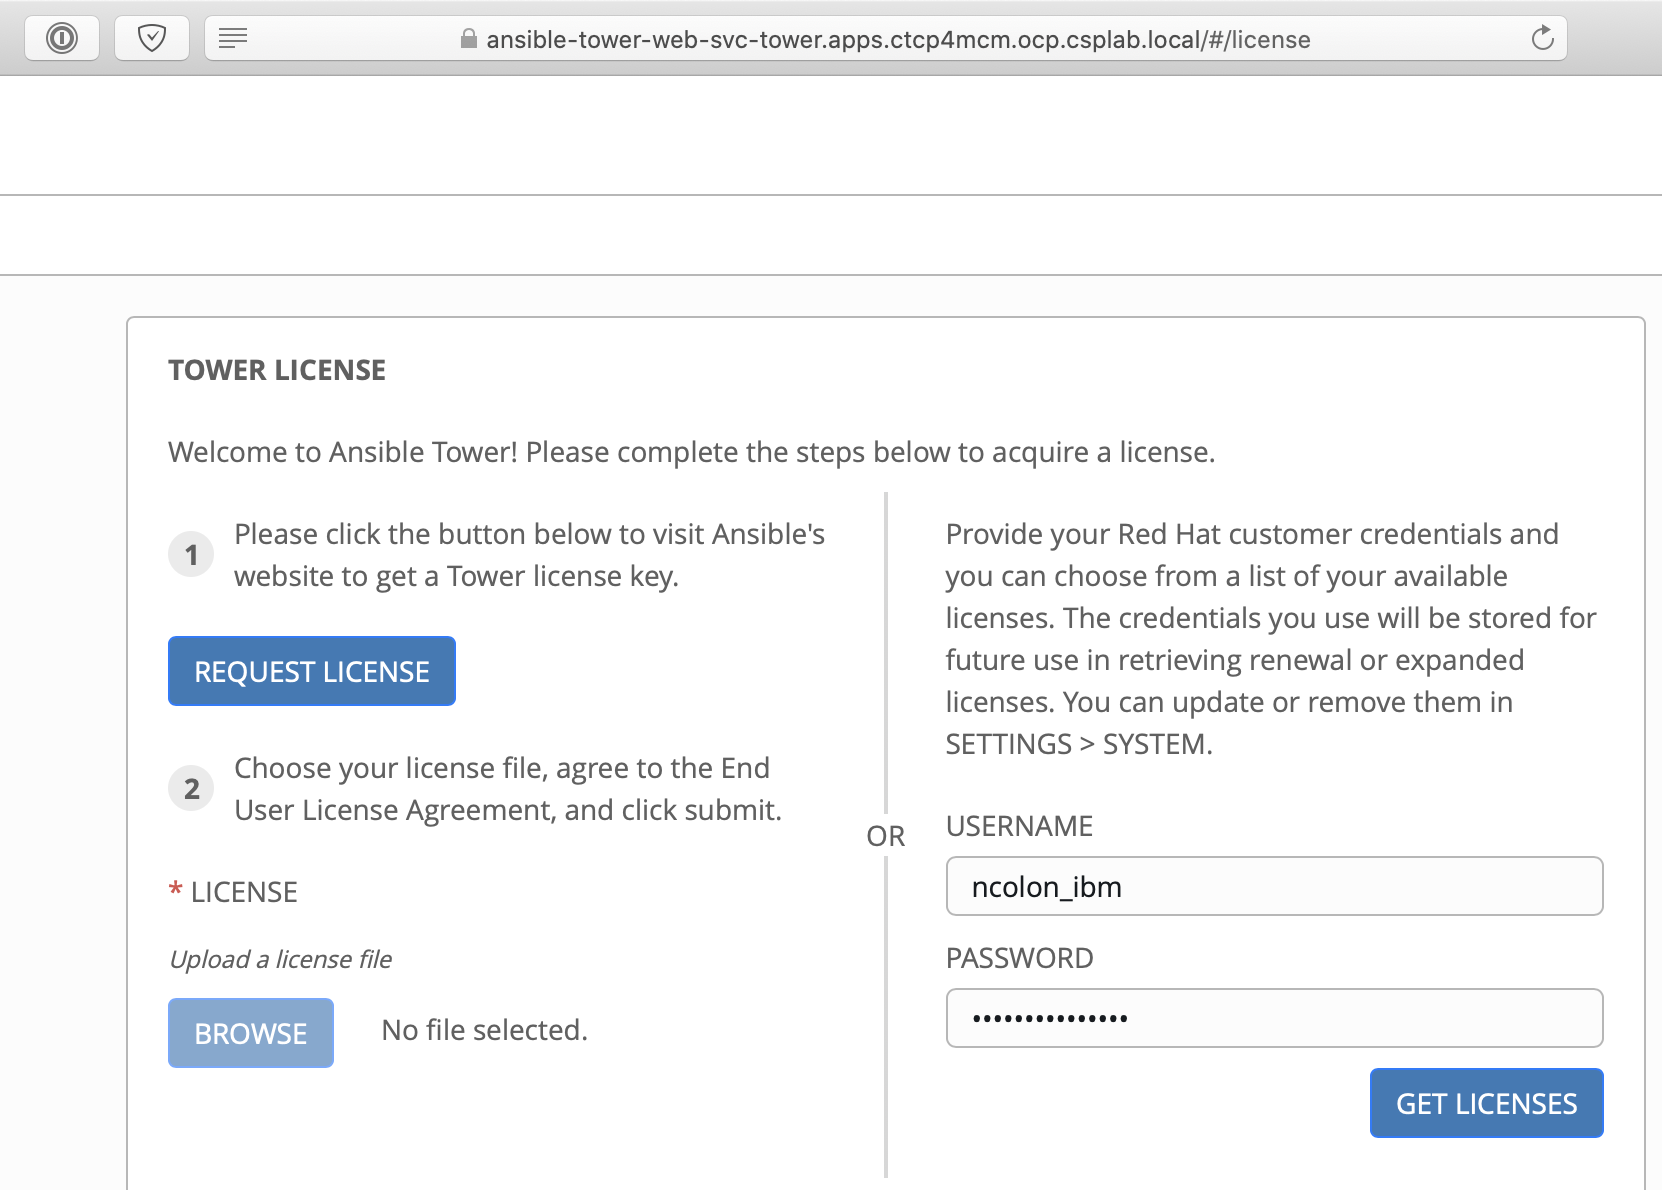 ansible-tower-web-svc-tower.apps.ctcp4mcm.ocp.csplab.local/#/license
TOWER LICENSE
Welcome to Ansible Tower! Please complete the steps below to acquire a license.
1
Please click the button below to visit Ansible's
website to get a Tower license key.
REQUEST LICENSE
2
Choose your license file, agree to the End
User License Agreement, and click submit.
* LICENSE
Upload a license file
BROWSE
No file selected.
OR
Provide your Red Hat customer credentials and
you can choose from a list of your available
licenses. The credentials you use will be stored for
future use in retrieving renewal or expanded
licenses. You can update or remove them in
SETTINGS > SYSTEM.
USERNAME
ncolon_ibm
PASSWORD
•••••••••••••••
GET LICENSES